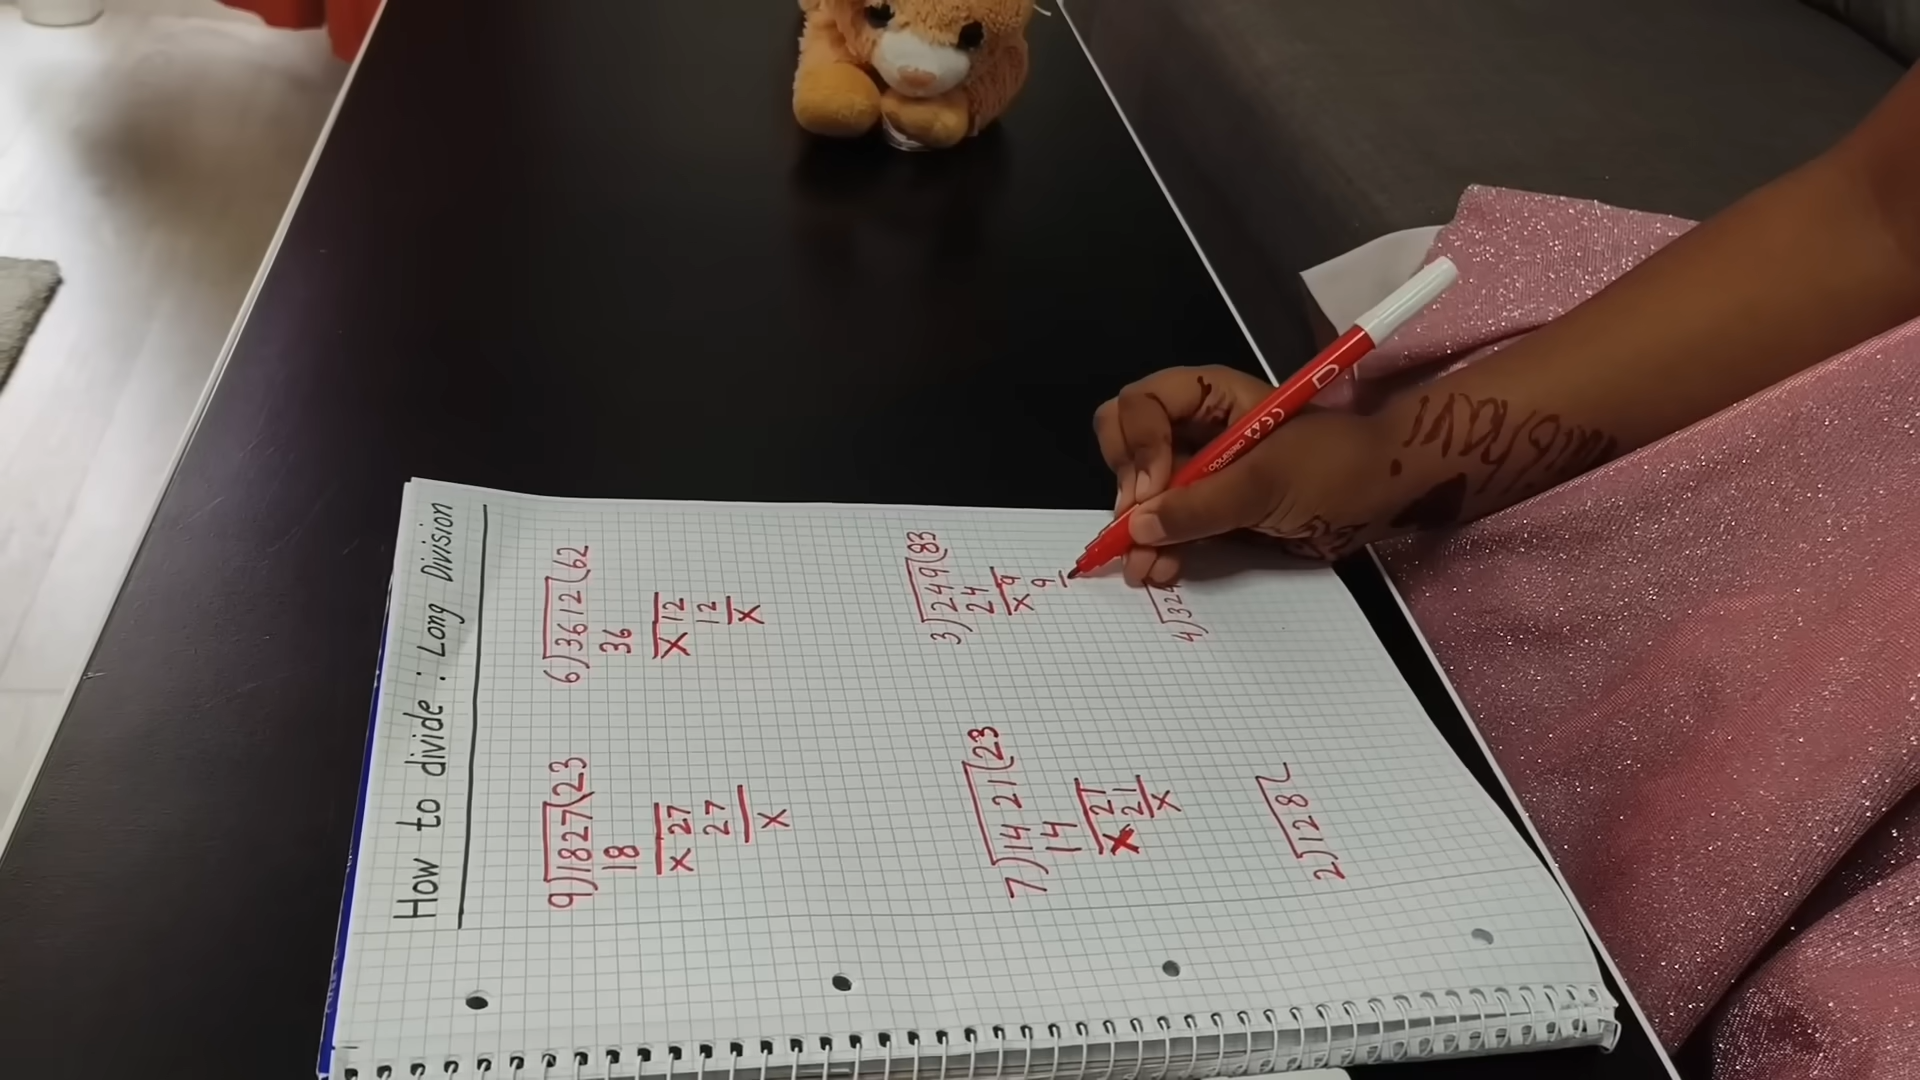 How to divide : Long Division
9)1827(23
18
x 27
27
x
6)3612(62
36
x 12
12
x
7)1421(23
14
x 21
21
x
3)249(83
24
x 9
9
2)128(
4)324